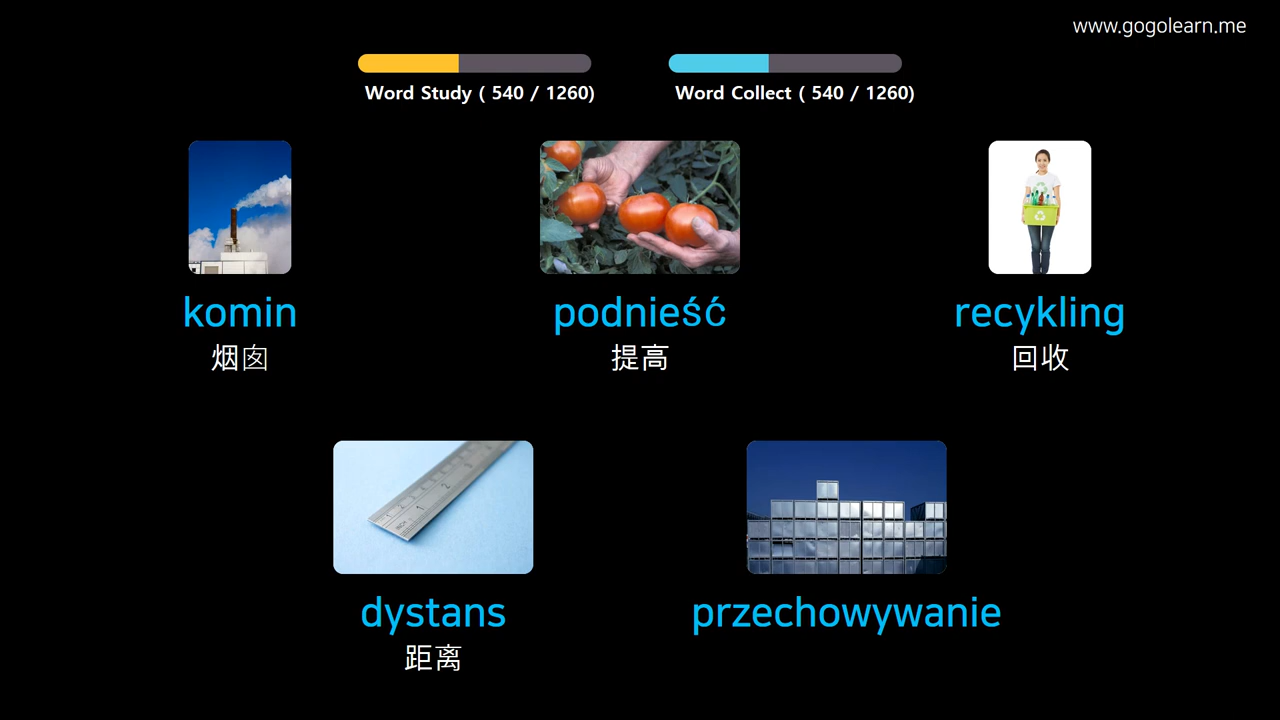 www.gogolearn.me
Word Study ( 540 / 1260)
Word Collect ( 540 / 1260)
komin
烟囱
podnieść
提高
recykling
回收
dystans
距离
przechowywanie